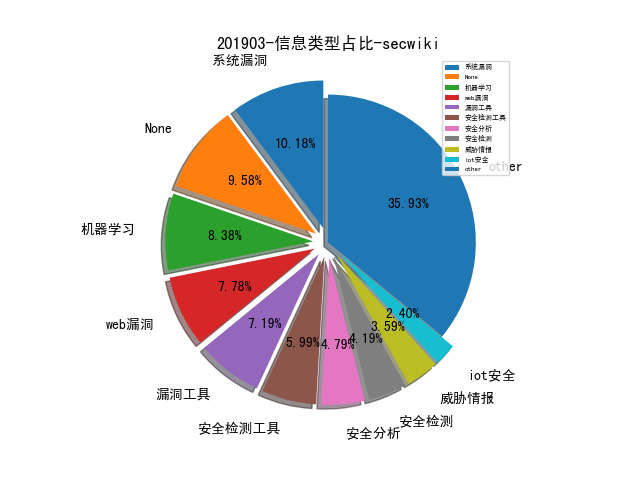 201903-信息类型占比-secwiki
系统漏洞
None
机器学习
web漏洞
漏洞工具
安全检测工具
安全分析
安全检测
威胁情报
iot安全
other
10.18%
9.58%
8.38%
7.78%
7.19%
5.99%
4.79%
4.19%
3.59%
2.40%
35.93%
系统漏洞
None
机器学习
web漏洞
漏洞工具
安全检测工具
安全分析
安全检测
威胁情报
iot安全
other